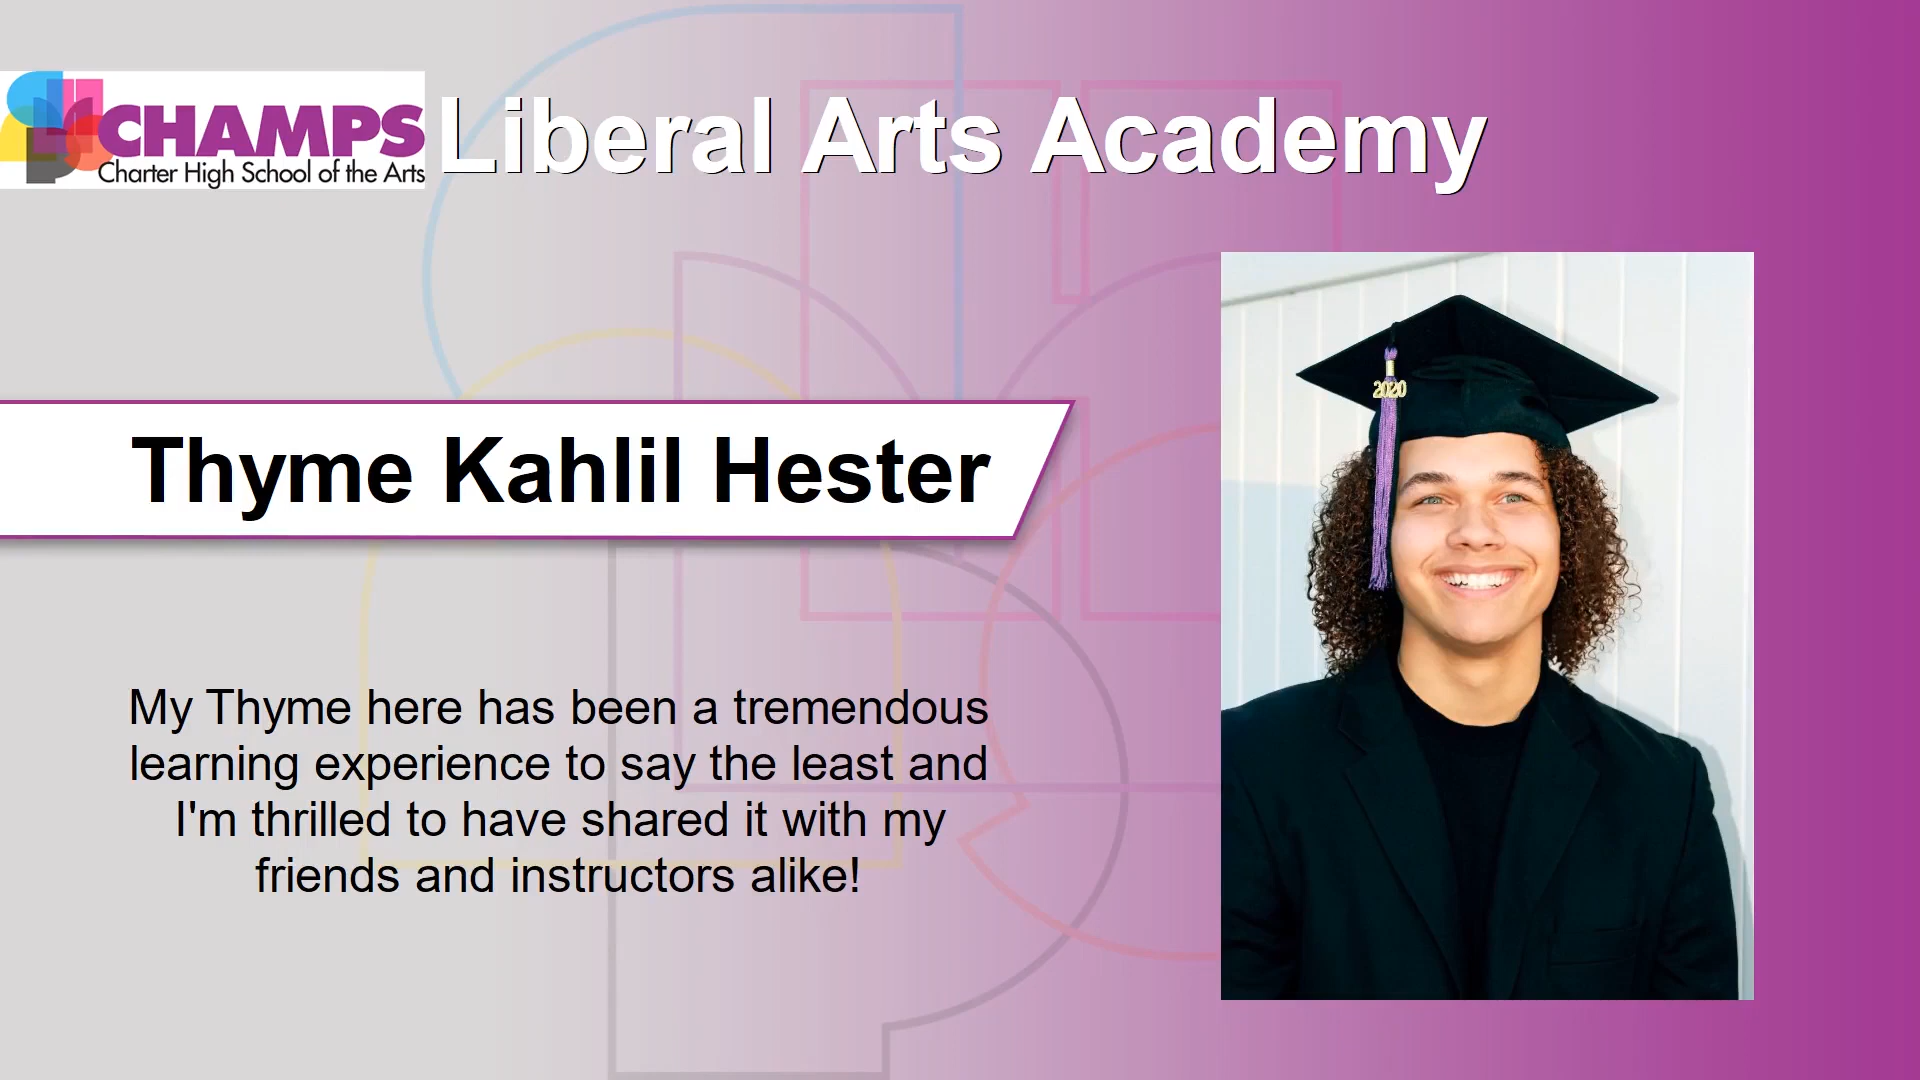 CHAMPS
Charter High School of the Arts
Liberal Arts Academy
2020
Thyme Kahlil Hester
My Thyme here has been a tremendous
learning experience to say the least and
I'm thrilled to have shared it with my
friends and instructors alike!